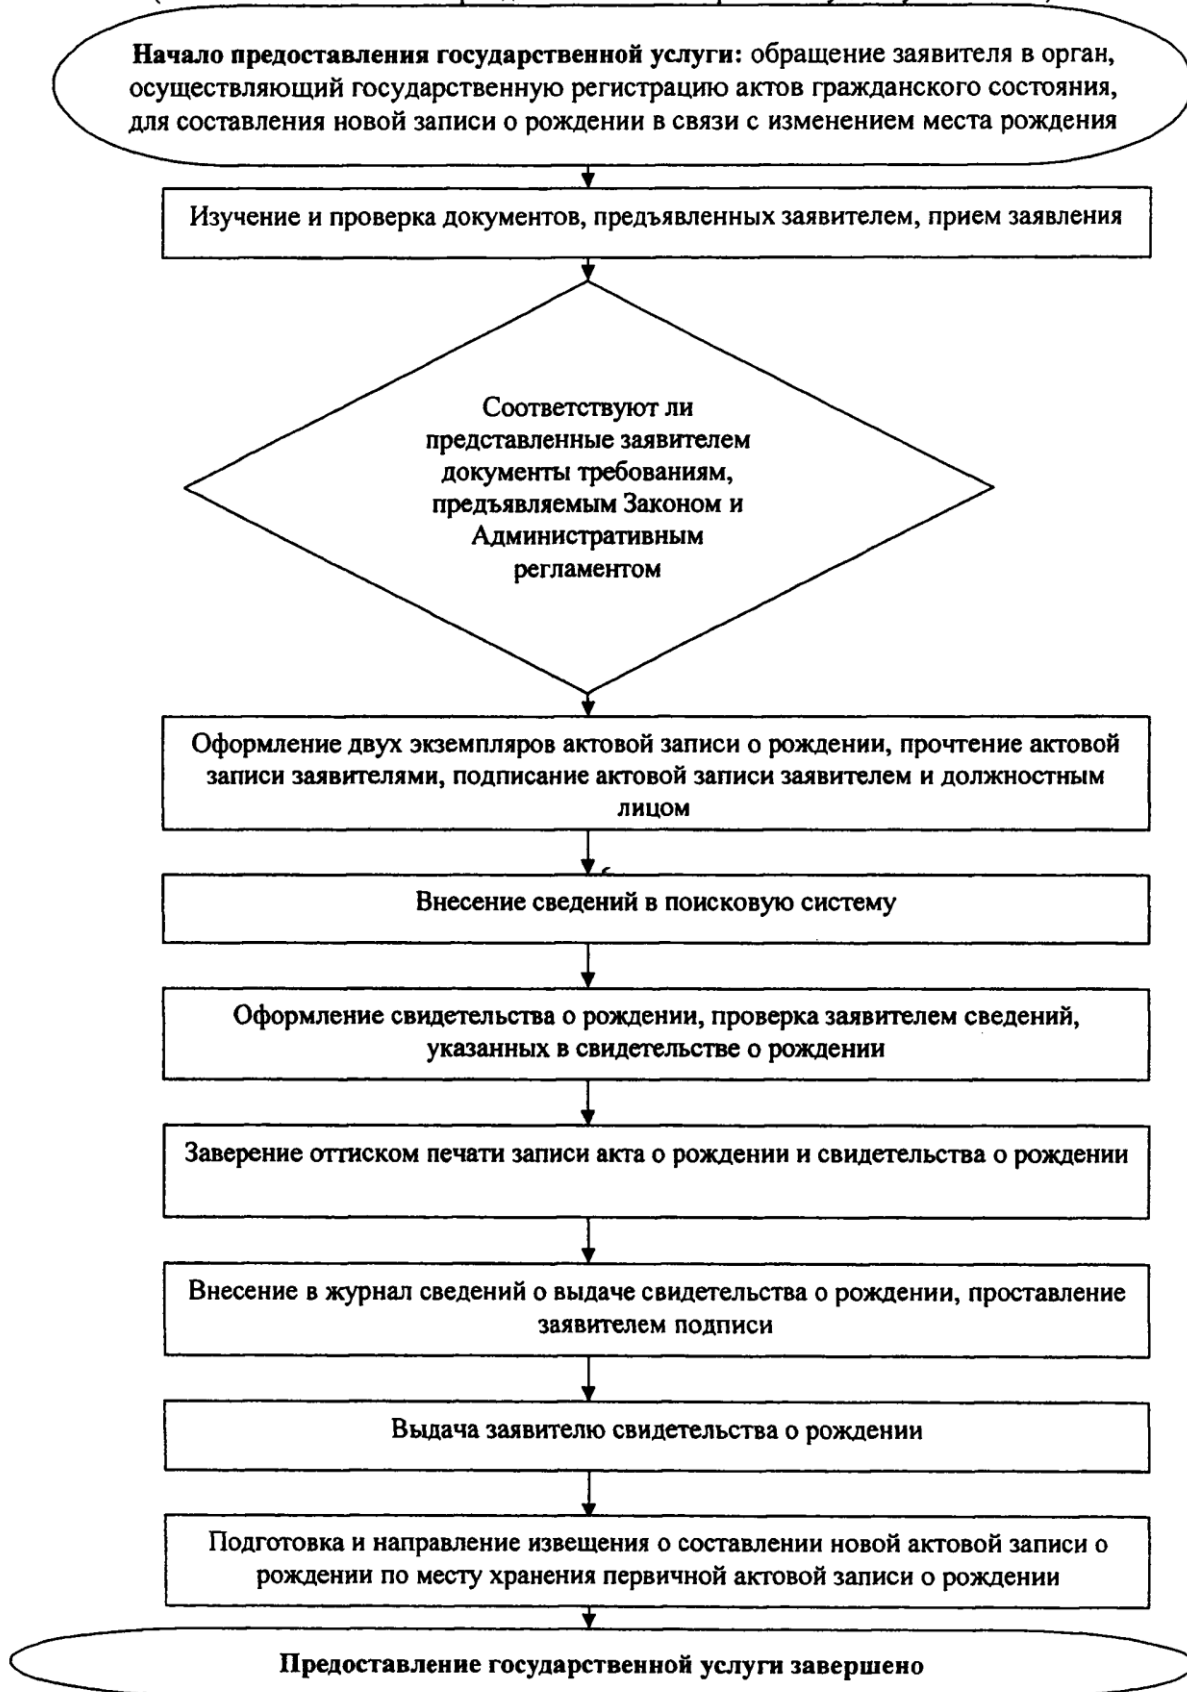 Начало предоставления государственной услуги: обращение заявителя в орган,
осуществляющий государственную регистрацию актов гражданского состояния,
для составления новой записи о рождении в связи с изменением места рождения
Изучение и проверка документов, предъявленных заявителем, прием заявления
Соответствуют ли
представленные заявителем
документы требованиям,
предъявляемым Законом и
Административным
регламентом
Оформление двух экземпляров актовой записи о рождении, прочтение актовой
записи заявителями, подписание актовой записи заявителем и должностным
лицом
Внесение сведений в поисковую систему
Оформление свидетельства о рождении, проверка заявителем сведений,
указанных в свидетельстве о рождении
Заверение оттиском печати записи акта о рождении и свидетельства о рождении
Внесение в журнал сведений о выдаче свидетельства о рождении, проставление
заявителем подписи
Выдача заявителю свидетельства о рождении
Подготовка и направление извещения о составлении новой актовой записи о
рождении по месту хранения первичной актовой записи о рождении
Предоставление государственной услуги завершено